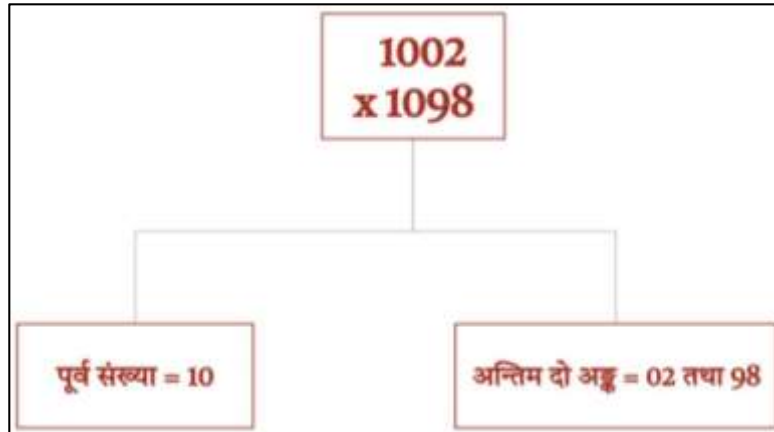 1002
x 1098
पूर्व संख्या = 10
अन्तिम दो अङ्क = 02 तथा 98